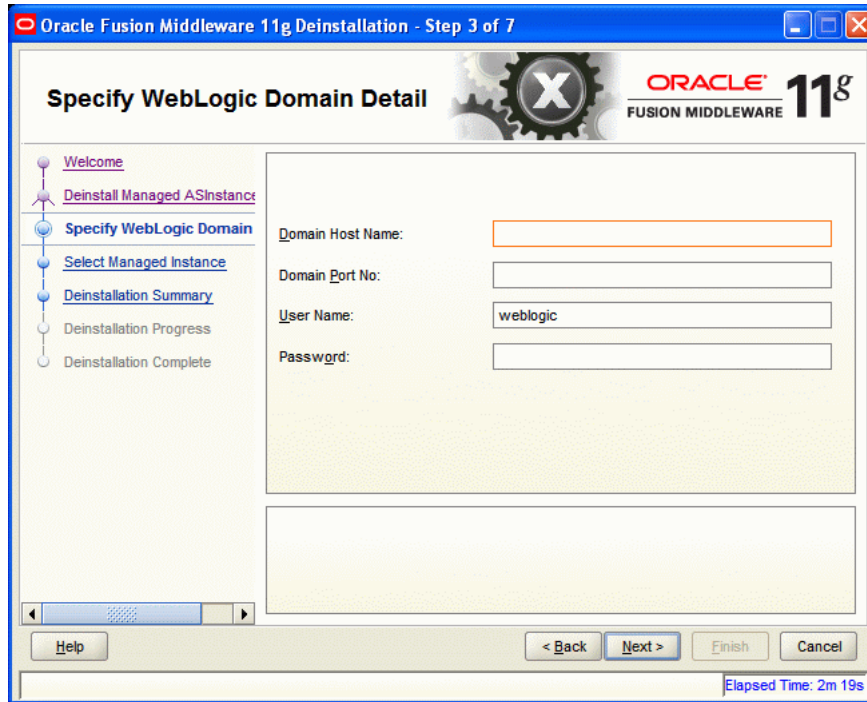 Oracle Fusion Middleware 11g Deinstallation - Step 3 of 7
Specify WebLogic Domain Detail
ORACLE
FUSION MIDDLEWARE
11g
Welcome
Deinstall Managed ASInstance
Specify WebLogic Domain
Select Managed Instance
Deinstallation Summary
Deinstallation Progress
Deinstallation Complete
Domain Host Name:
Domain Port No:
User Name: weblogic
Password:
Help < Back Next > Finish Cancel
Elapsed Time: 2m 19s